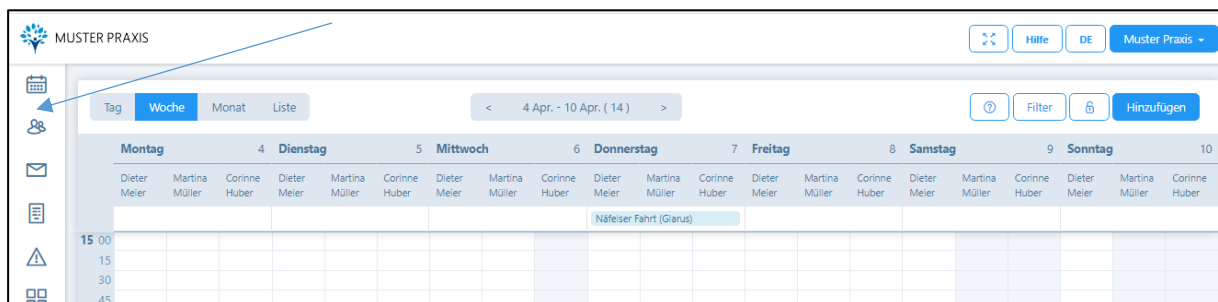 MUSTER PRAXIS
Hilfe DE Muster Praxis
Tag Woche Monat Liste < 4 Apr. - 10 Apr. ( 14 ) > Filter Hinzufügen
Montag 4 Dienstag 5 Mittwoch 6 Donnerstag 7 Freitag 8 Samstag 9 Sonntag 10
Dieter Martina Corinne Dieter Martina Corinne Dieter Martina Corinne Dieter Martina Corinne Dieter Martina Corinne Dieter Martina Corinne Dieter Martina Corinne
Meier Müller Huber Meier Müller Huber Meier Müller Huber Meier Müller Huber Meier Müller Huber Meier Müller Huber Meier Müller Huber
Näfelser Fahrt (Glarus)
15 00
15
30
45